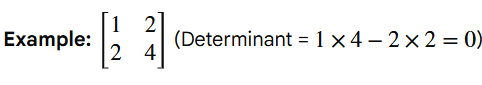 Example: [1 2
2 4] (Determinant = 1 × 4 – 2 × 2 = 0)